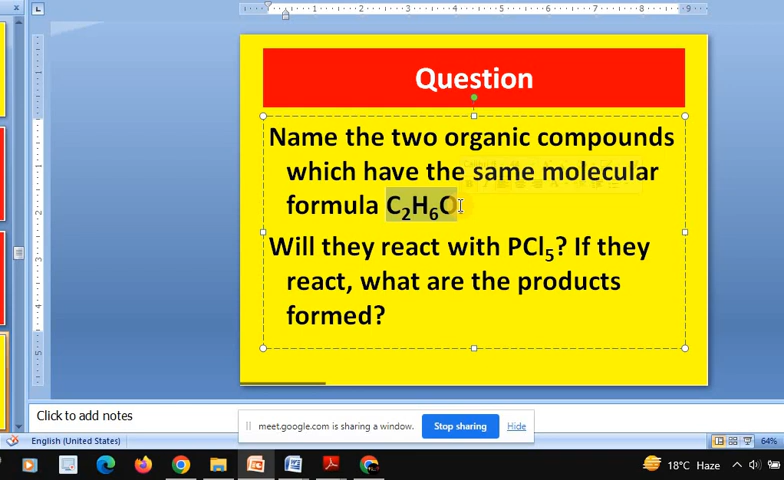 Question
Name the two organic compounds
which have the same molecular
formula C₂H₆O
Will they react with PCl₅? If they
react, what are the products
formed?
Click to add notes
meet.google.com is sharing a window.
Stop sharing
Hide
English (United States)
64%
18°C Haze